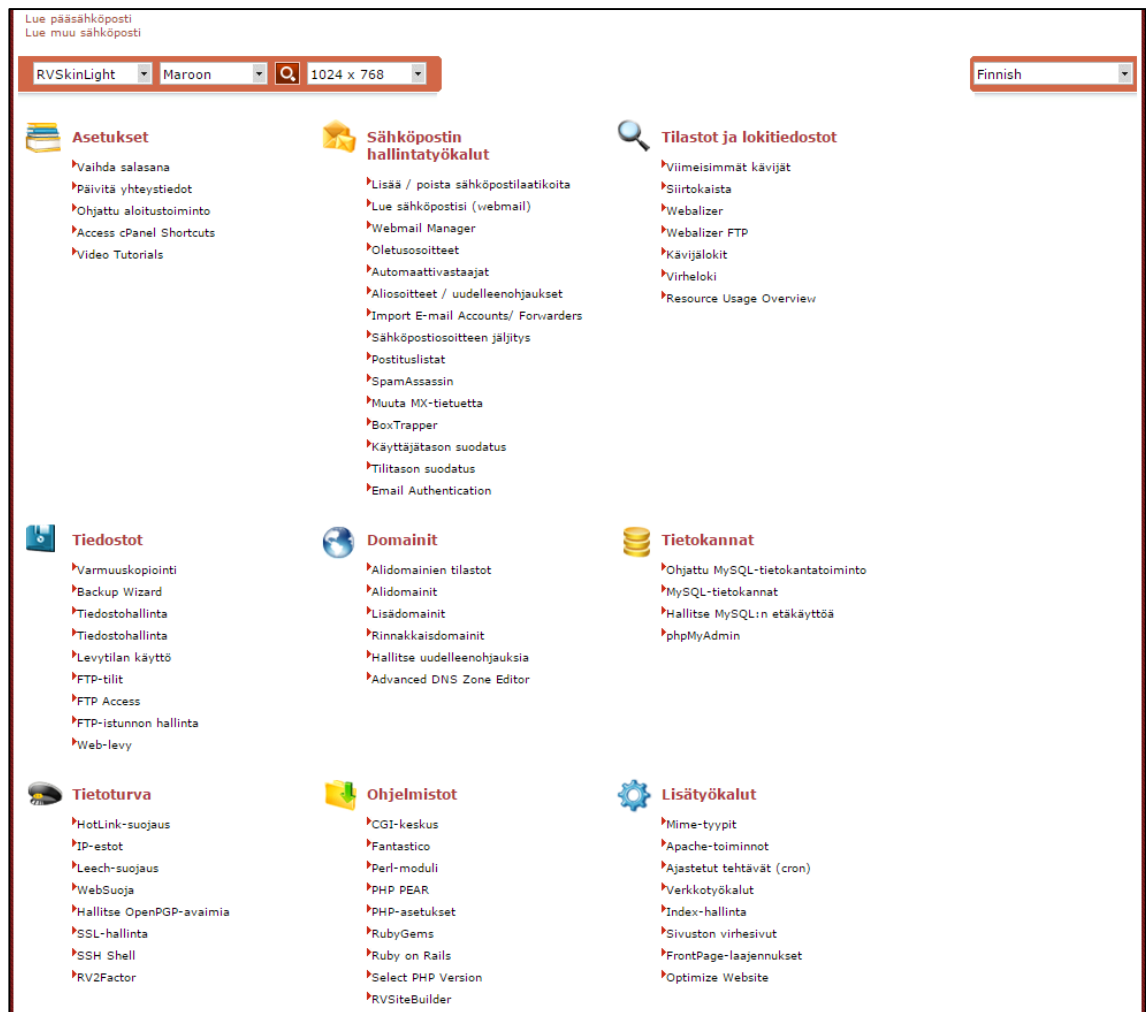 Lue pääsähköposti
Lue muu sähköposti
RVSkinLight Maroon 1024 x 768 Finnish
Asetukset
Vaihda salasana
Päivitä yhteystiedot
Ohjattu aloitustoiminto
Access cPanel Shortcuts
Video Tutorials
Sähköpostin
hallintatyökalut
Lisää / poista sähköpostilaatikoita
Lue sähköpostisi (webmail)
Webmail Manager
Oletusosoitteet
Automaattivastaajat
Aliosoitteet / uudelleenohjaukset
Import E-mail Accounts/ Forwarders
Sähköpostiosoitteen jäljitys
Postituslistat
SpamAssassin
Muuta MX-tietuetta
BoxTrapper
Käyttäjätason suodatus
Tilitason suodatus
Email Authentication
Tilastot ja lokitiedostot
Viimeisimmät kävijät
Siirtokaista
Webalizer
Webalizer FTP
Kävijälokit
Virheloki
Resource Usage Overview
Tiedostot
Varmuuskopiointi
Backup Wizard
Tiedostohallinta
Tiedostohallinta
Levytilan käyttö
FTP-tilit
FTP Access
FTP-istunnon hallinta
Web-levy
Domainit
Alidomainien tilastot
Alidomainit
Lisädomainit
Rinnakkaisdomainit
Hallitse uudelleenohjauksia
Advanced DNS Zone Editor
Tietokannat
Ohjattu MySQL-tietokantatoiminto
MySQL-tietokannat
Hallitse MySQL:n etäkäyttöä
phpMyAdmin
Tietoturva
HotLink-suojaus
IP-estot
Leech-suojaus
WebSuoja
Hallitse OpenPGP-avaimia
SSL-hallinta
SSH Shell
RV2Factor
Ohjelmistot
CGI-keskus
Fantastico
Perl-moduli
PHP PEAR
PHP-asetukset
RubyGems
Ruby on Rails
Select PHP Version
RVSiteBuilder
Lisätyökalut
Mime-tyypit
Apache-toiminnot
Ajastetut tehtävät (cron)
Verkkotyökalut
Index-hallinta
Sivuston virhesivut
FrontPage-laajennukset
Optimize Website